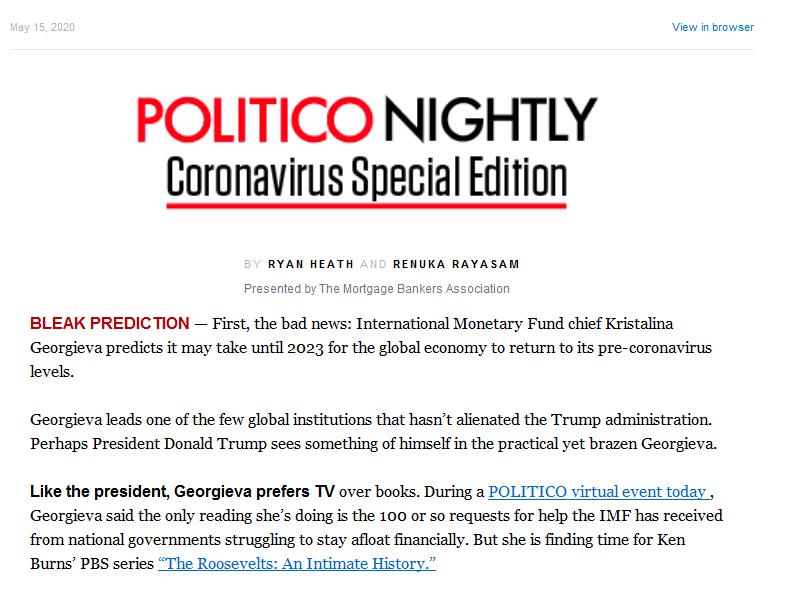 May 15, 2020
View in browser
POLITICO NIGHTLY
Coronavirus Special Edition
BY RYAN HEATH AND RENUKA RAYASAM
Presented by The Mortgage Bankers Association
BLEAK PREDICTION — First, the bad news: International Monetary Fund chief Kristalina
Georgieva predicts it may take until 2023 for the global economy to return to its pre-coronavirus
levels.
Georgieva leads one of the few global institutions that hasn’t alienated the Trump administration.
Perhaps President Donald Trump sees something of himself in the practical yet brazen Georgieva.
Like the president, Georgieva prefers TV over books. During a POLITICO virtual event today ,
Georgieva said the only reading she’s doing is the 100 or so requests for help the IMF has received
from national governments struggling to stay afloat financially. But she is finding time for Ken
Burns’ PBS series “The Roosevelts: An Intimate History.”